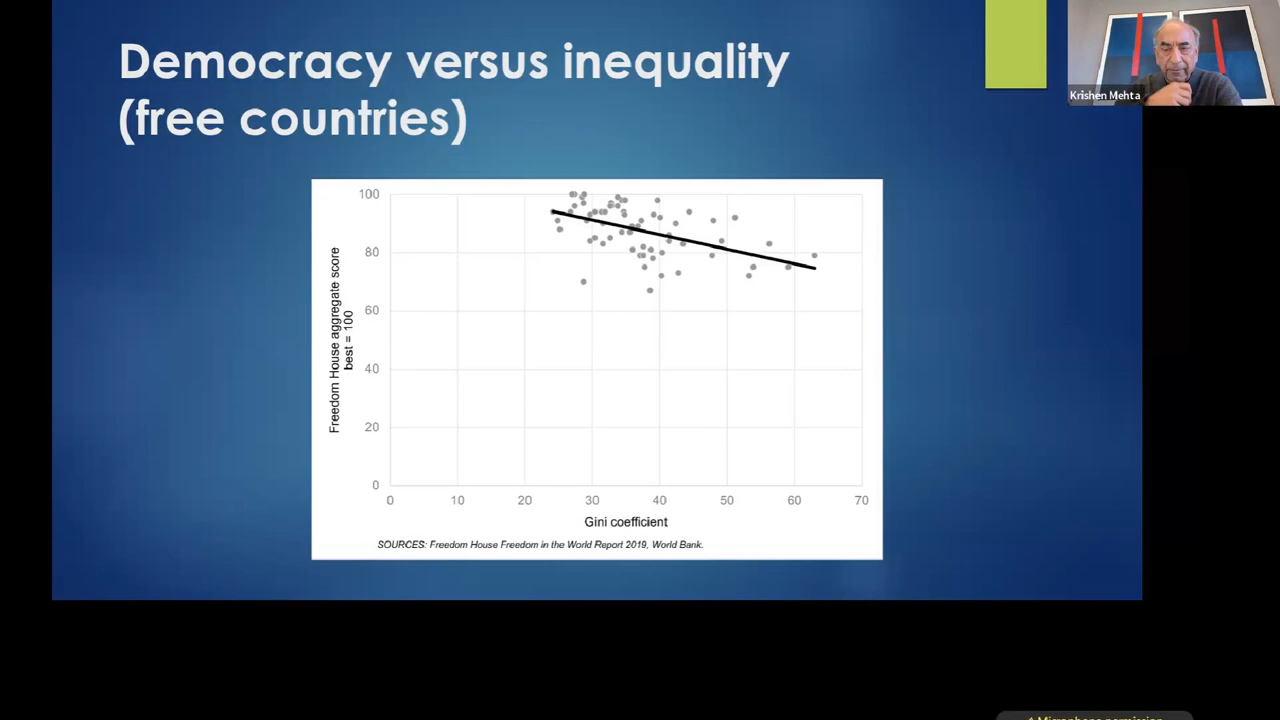 Democracy versus inequality
(free countries)
Krishen Mehta
100
80
60
40
20
0
Freedom House aggregate score
best = 100
0 10 20 30 40 50 60 70
Gini coefficient
SOURCES: Freedom House Freedom in the World Report 2019, World Bank.
Microphone permission